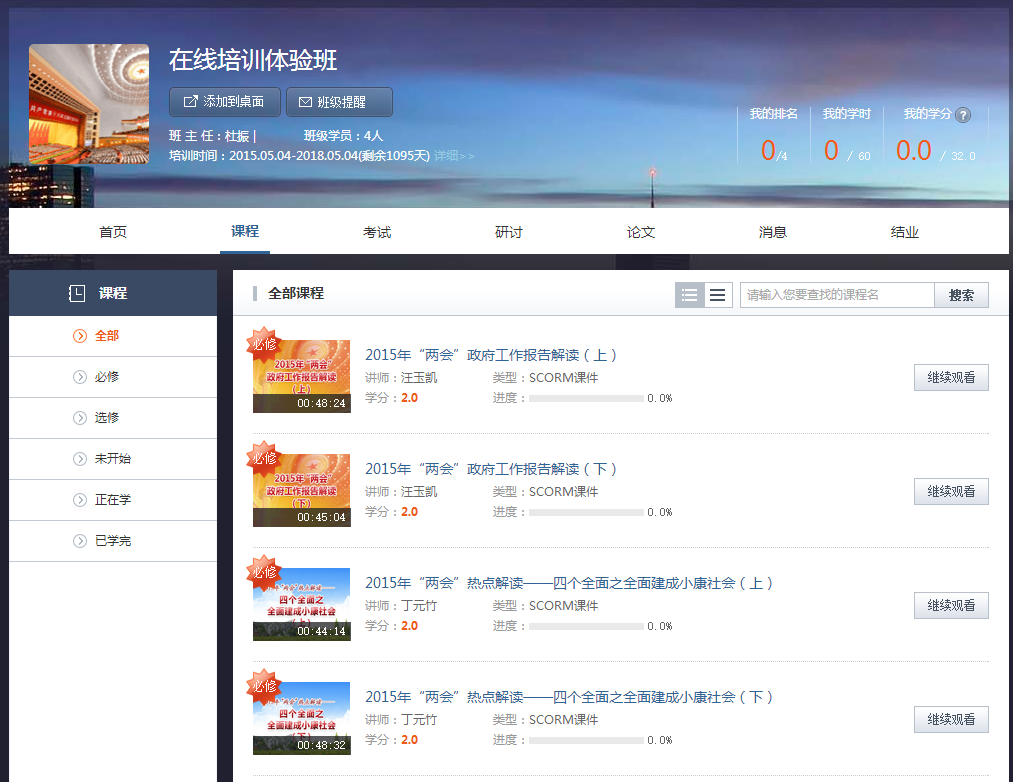 在线培训体验班
添加到桌面 班级提醒
班 主 任：杜振 | 班级学员：4人
培训时间：2015.05.04-2018.05.04(剩余1095天) 详细>>
我的排名 我的学时 我的学分 ?
0/4 0 / 60 0.0 / 32.0
首页 课程 考试 研讨 论文 消息 结业
课程
全部
必修
选修
未开始
正在学
已学完
全部课程 请输入您要查找的课程名 搜索
必修
2015年“两会”
政府工作报告解读
(上)
00:48:24
2015年“两会”政府工作报告解读（上）
讲师：汪玉凯 类型：SCORM课件
学分：2.0 进度： 0.0%
继续观看
必修
2015年“两会”
政府工作报告解读
(下)
00:45:04
2015年“两会”政府工作报告解读（下）
讲师：汪玉凯 类型：SCORM课件
学分：2.0 进度： 0.0%
继续观看
必修
年“两会”热点解读——
四个全面之
全面建成小康社会
(上)
00:44:14
2015年“两会”热点解读——四个全面之全面建成小康社会（上）
讲师：丁元竹 类型：SCORM课件
学分：2.0 进度： 0.0%
继续观看
必修
年“两会”热点解读——
四个全面之
全面建成小康社会
(下)
00:48:32
2015年“两会”热点解读——四个全面之全面建成小康社会（下）
讲师：丁元竹 类型：SCORM课件
学分：2.0 进度： 0.0%
继续观看